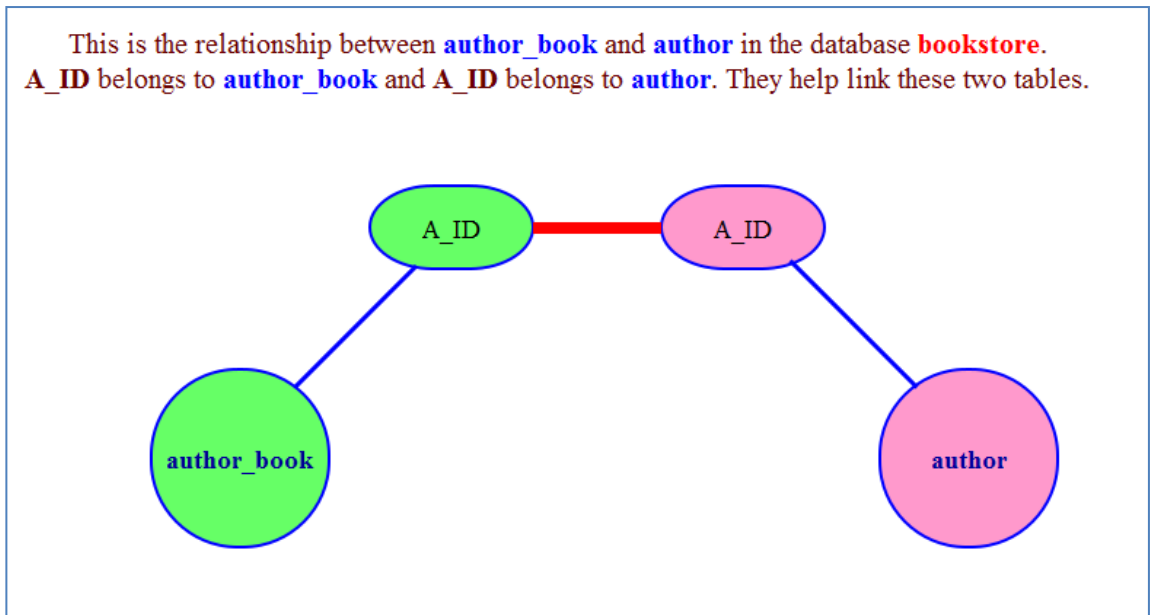 This is the relationship between author_book and author in the database bookstore.
A_ID belongs to author_book and A_ID belongs to author. They help link these two tables.
A_ID
A_ID
author_book
author